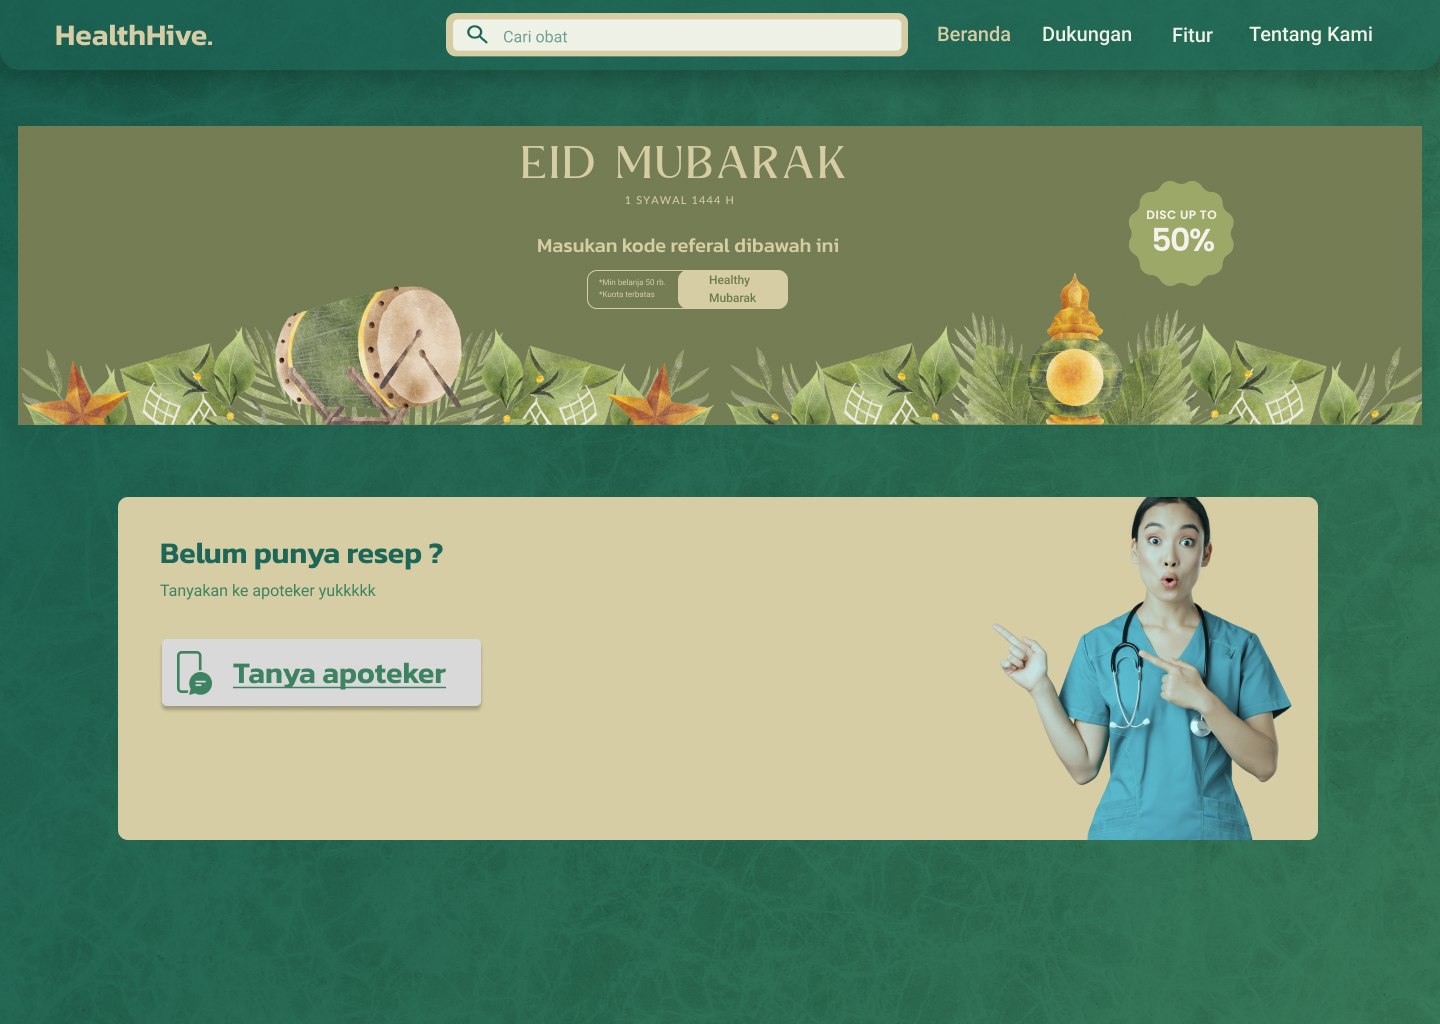 HealthHive.
Cari obat
Beranda
Dukungan
Fitur
Tentang Kami
EID MUBARAK
1 SYAWAL 1444 H
DISC UP TO
50%
Masukan kode referal dibawah ini
*Min belanja 50 rb.
*Kuota terbatas
Healthy
Mubarak
Belum punya resep ?
Tanyakan ke apoteker yukkkkk
Tanya apoteker